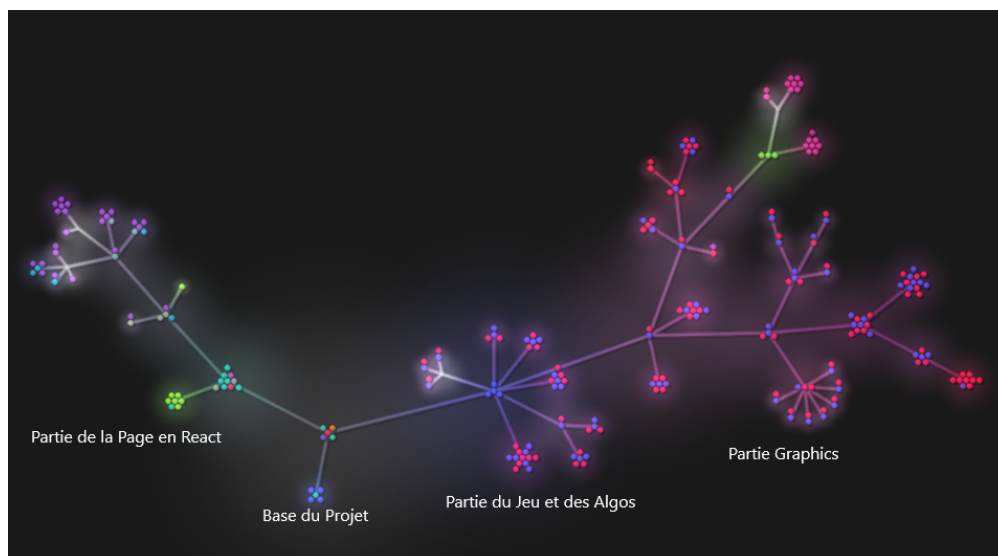 Partie de la Page en React
Base du Projet
Partie du Jeu et des Algos
Partie Graphics